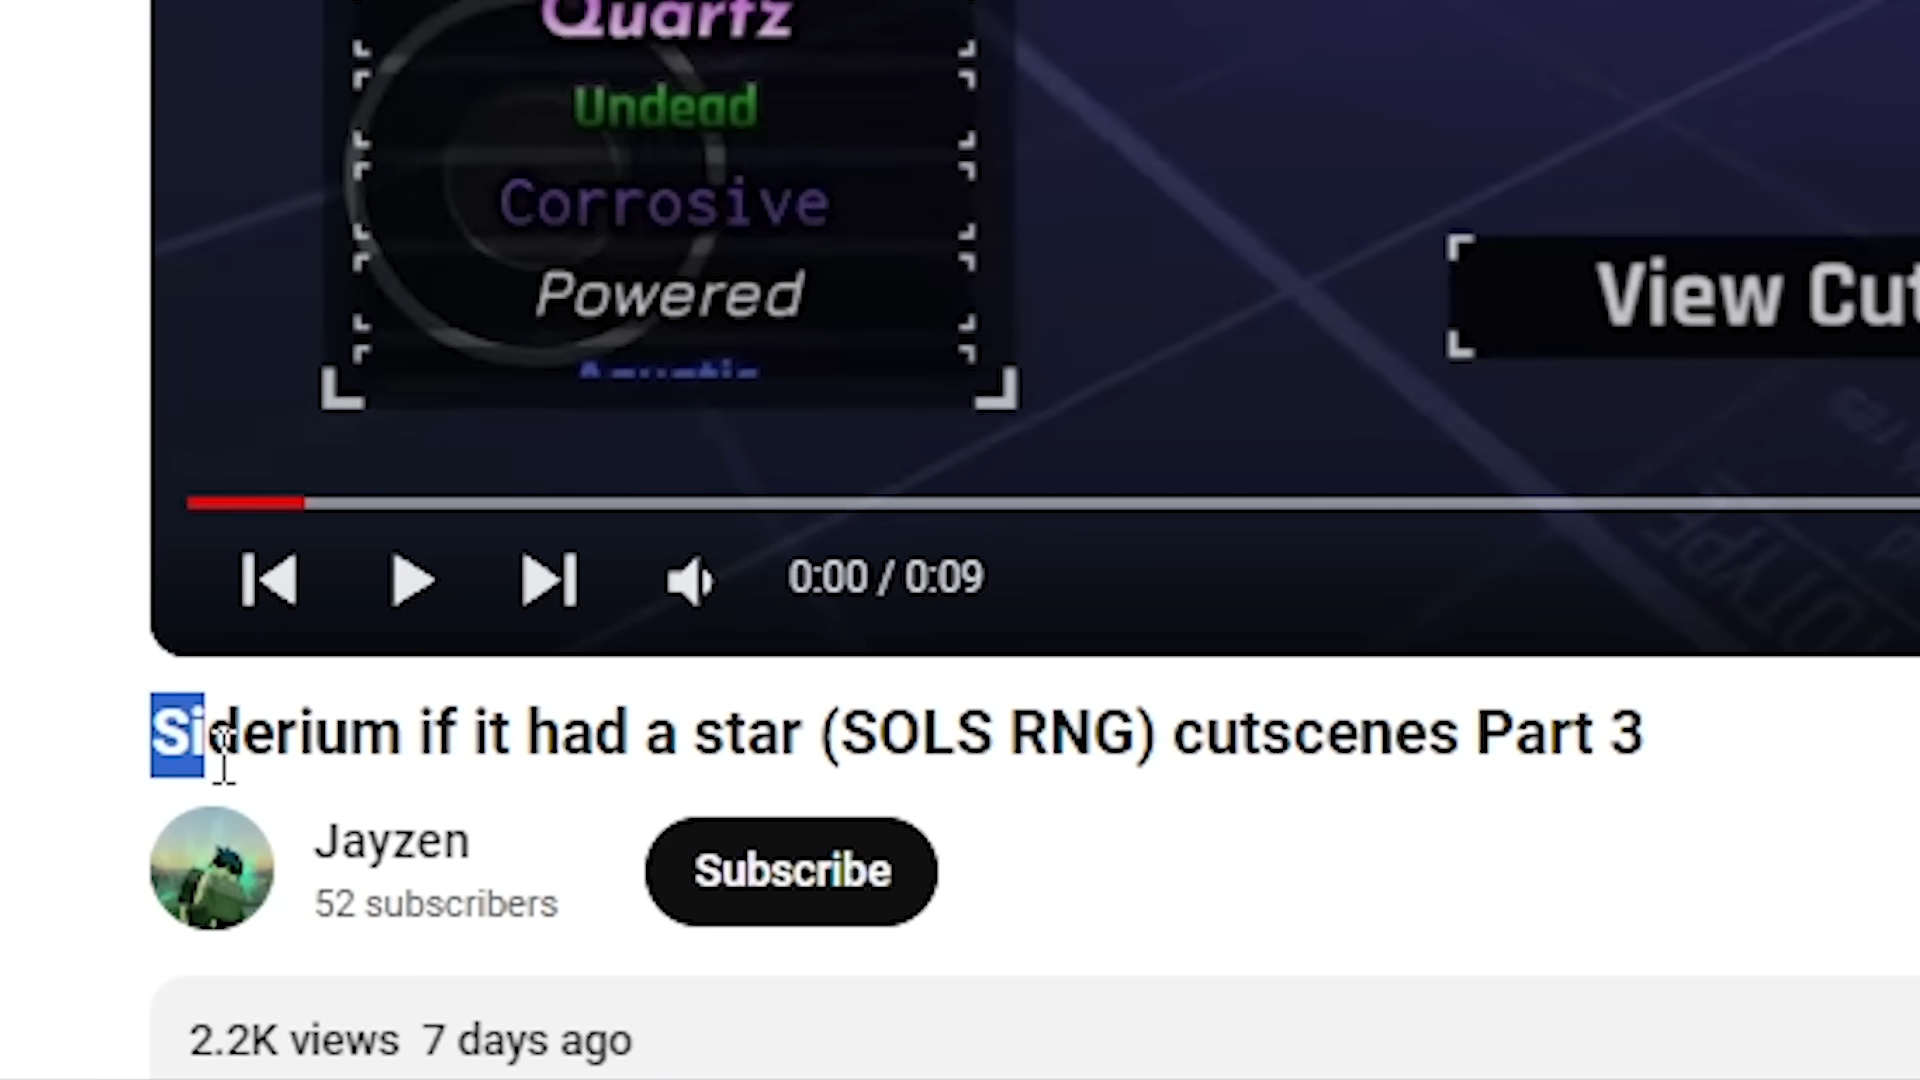 Quartz
Undead
Corrosive
Powered
View Cut
0:00 / 0:09
Siderium if it had a star (SOLS RNG) cutscenes Part 3
Jayzen
52 subscribers
Subscribe
2.2K views 7 days ago